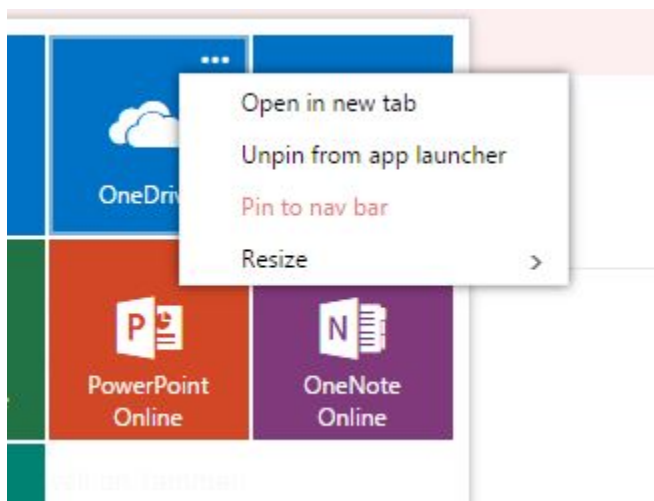 Open in new tab
Unpin from app launcher
OneDriv
Pin to nav bar
Resize
P
N
PowerPoint
Online
OneNote
Online